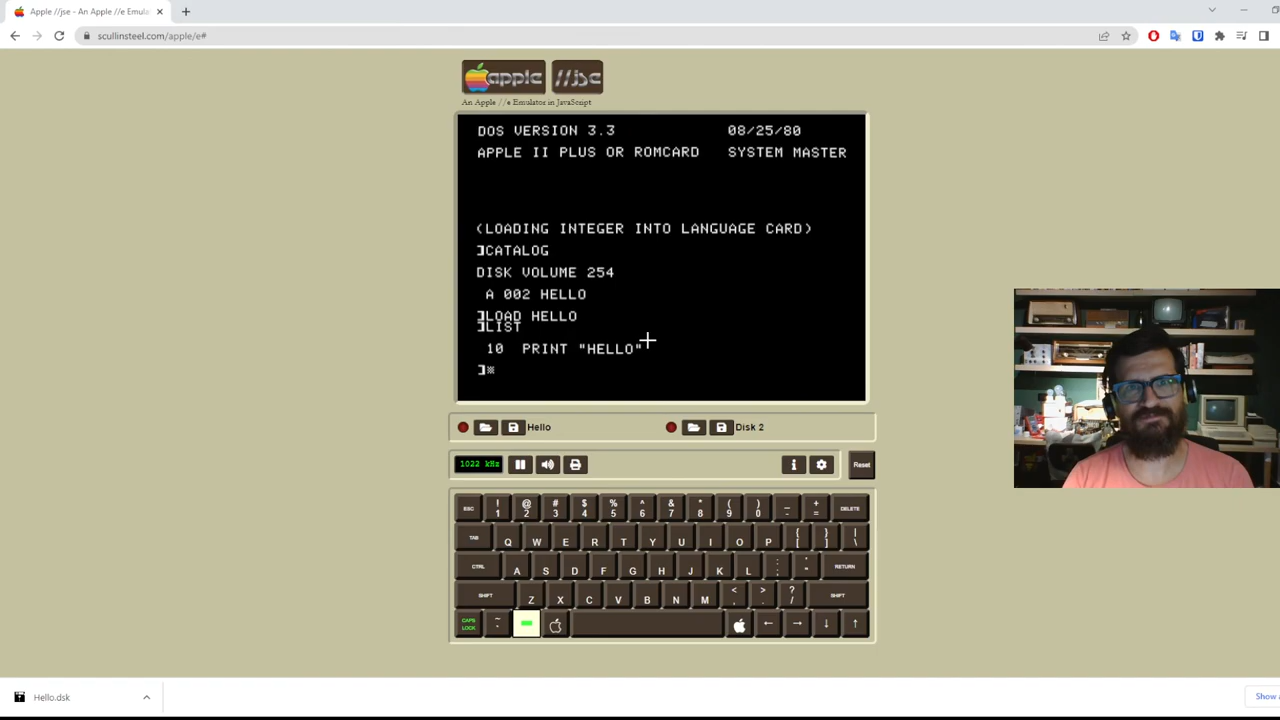 Apple //jse - An Apple //e Emula
scullinsteel.com/apple/e#
apple //jse
An Apple //e Emulator in JavaScript
DOS VERSION 3.3 08/25/80
APPLE II PLUS OR ROMCARD SYSTEM MASTER
(LOADING INTEGER INTO LANGUAGE CARD)
]CATALOG
DISK VOLUME 254
A 002 HELLO
]LOAD HELLO
]LIST
10 PRINT "HELLO"
]
Hello Disk 2
1022 kHz Reset
ESC ! 1 @ 2 # 3 $ 4 % 5 ^ 6 & 7 * 8 ( 9 ) 0 _ - + = DELETE
TAB Q W E R T Y U I O P { [ } ] | \
CTRL A S D F G H J K L : ; " ' RETURN
SHIFT Z X C V B N M < , > . ? / SHIFT
CAPS LOCK ~ ` ← → ↓ ↑
Hello.dsk Show a